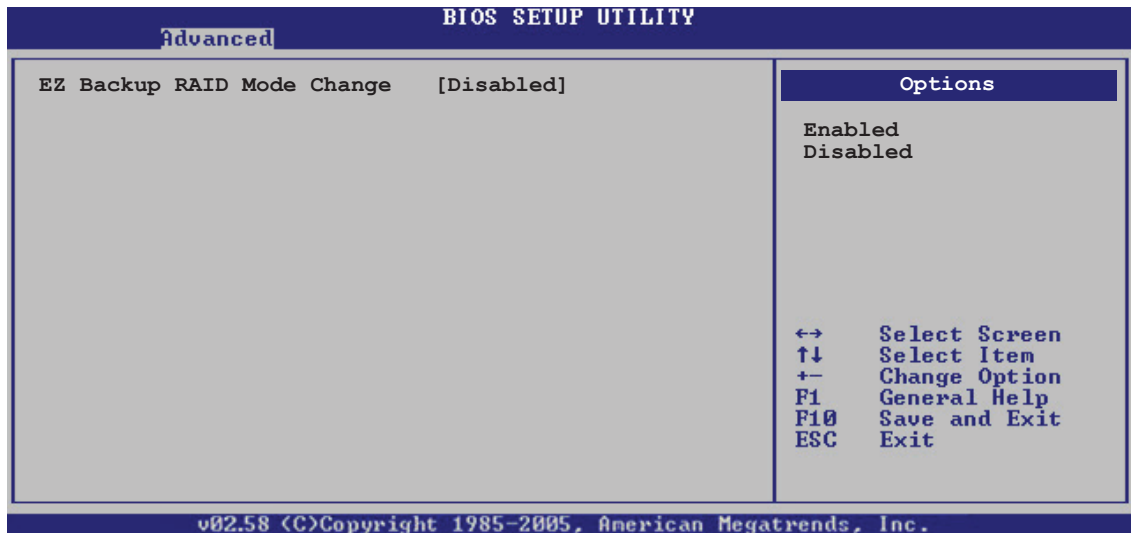 BIOS SETUP UTILITY
Advanced
EZ Backup RAID Mode Change [Disabled]
Options
Enabled
Disabled
←→ Select Screen
↑↓ Select Item
+− Change Option
F1 General Help
F10 Save and Exit
ESC Exit
v02.58 (C)Copyright 1985-2005, American Megatrends, Inc.